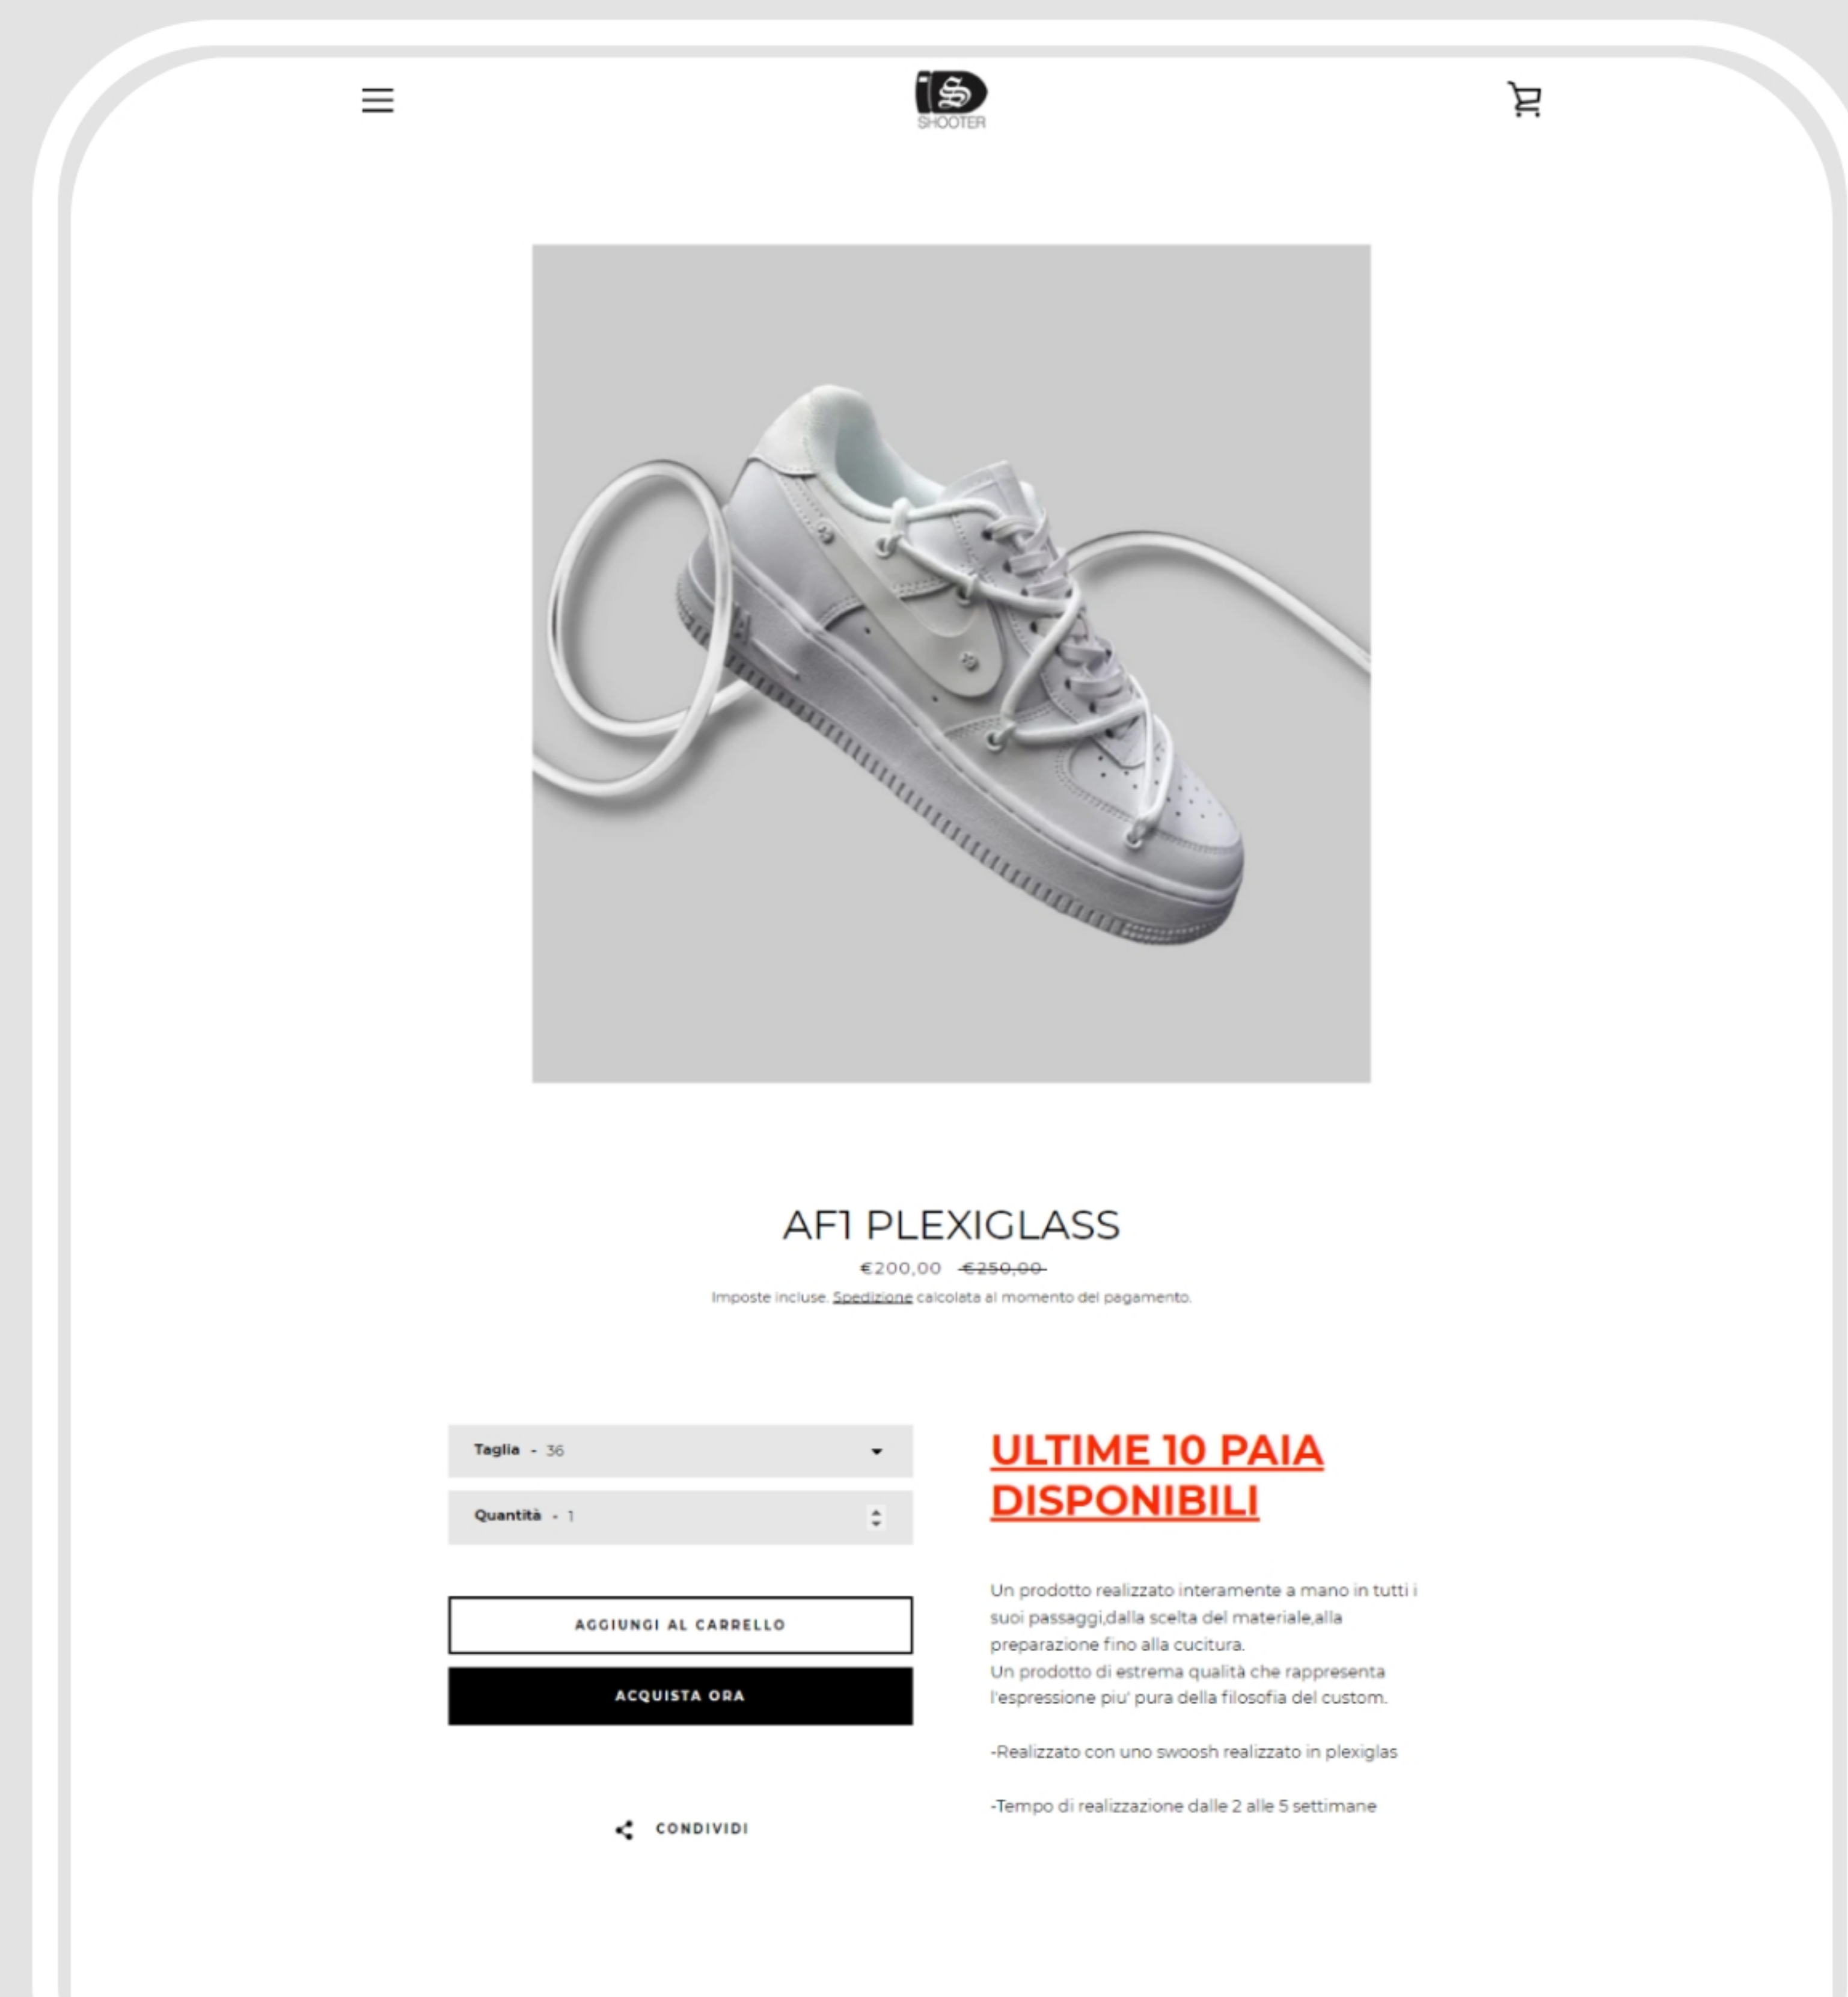 S
SHOOTER
AF1 PLEXIGLASS
€200,00 €250,00
Imposte incluse. Spedizione calcolata al momento del pagamento.
Taglia - 36
Quantità - 1
AGGIUNGI AL CARRELLO
ACQUISTA ORA
CONDIVIDI
ULTIME 10 PAIA
DISPONIBILI
Un prodotto realizzato interamente a mano in tutti i
suoi passaggi,dalla scelta del materiale,alla
preparazione fino alla cucitura.
Un prodotto di estrema qualità che rappresenta
l'espressione piu' pura della filosofia del custom.
-Realizzato con uno swoosh realizzato in plexiglas
-Tempo di realizzazione dalle 2 alle 5 settimane